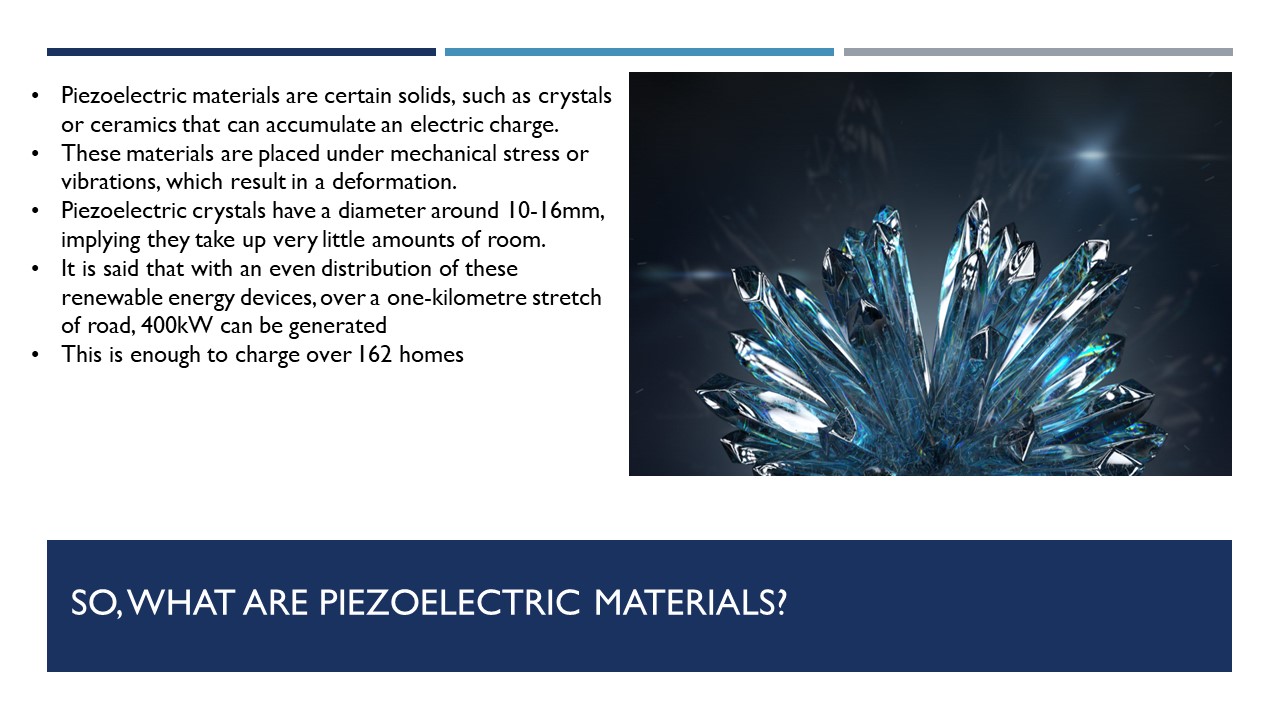 • Piezoelectric materials are certain solids, such as crystals
or ceramics that can accumulate an electric charge.
• These materials are placed under mechanical stress or
vibrations, which result in a deformation.
• Piezoelectric crystals have a diameter around 10-16mm,
implying they take up very little amounts of room.
• It is said that with an even distribution of these
renewable energy devices, over a one-kilometre stretch
of road, 400kW can be generated
• This is enough to charge over 162 homes
SO, WHAT ARE PIEZOELECTRIC MATERIALS?